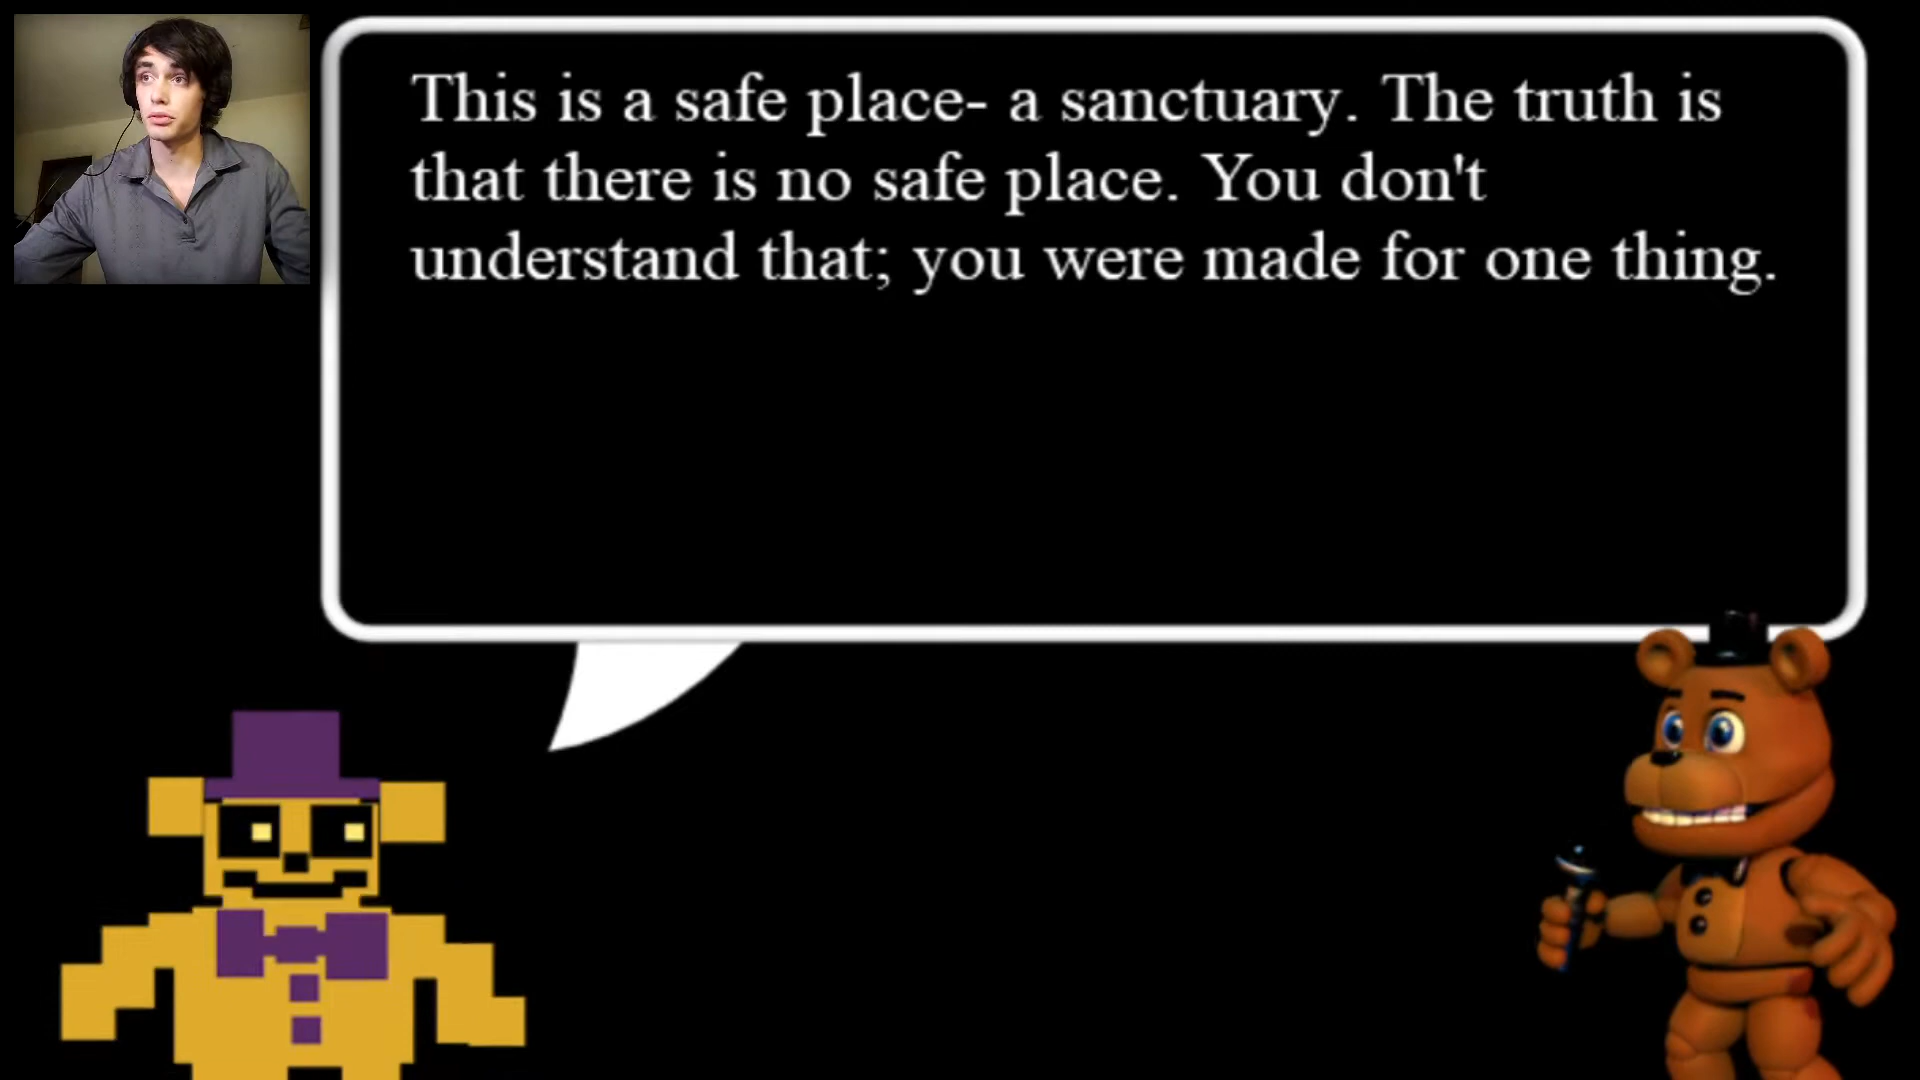 This is a safe place- a sanctuary. The truth is
that there is no safe place. You don't
understand that; you were made for one thing.